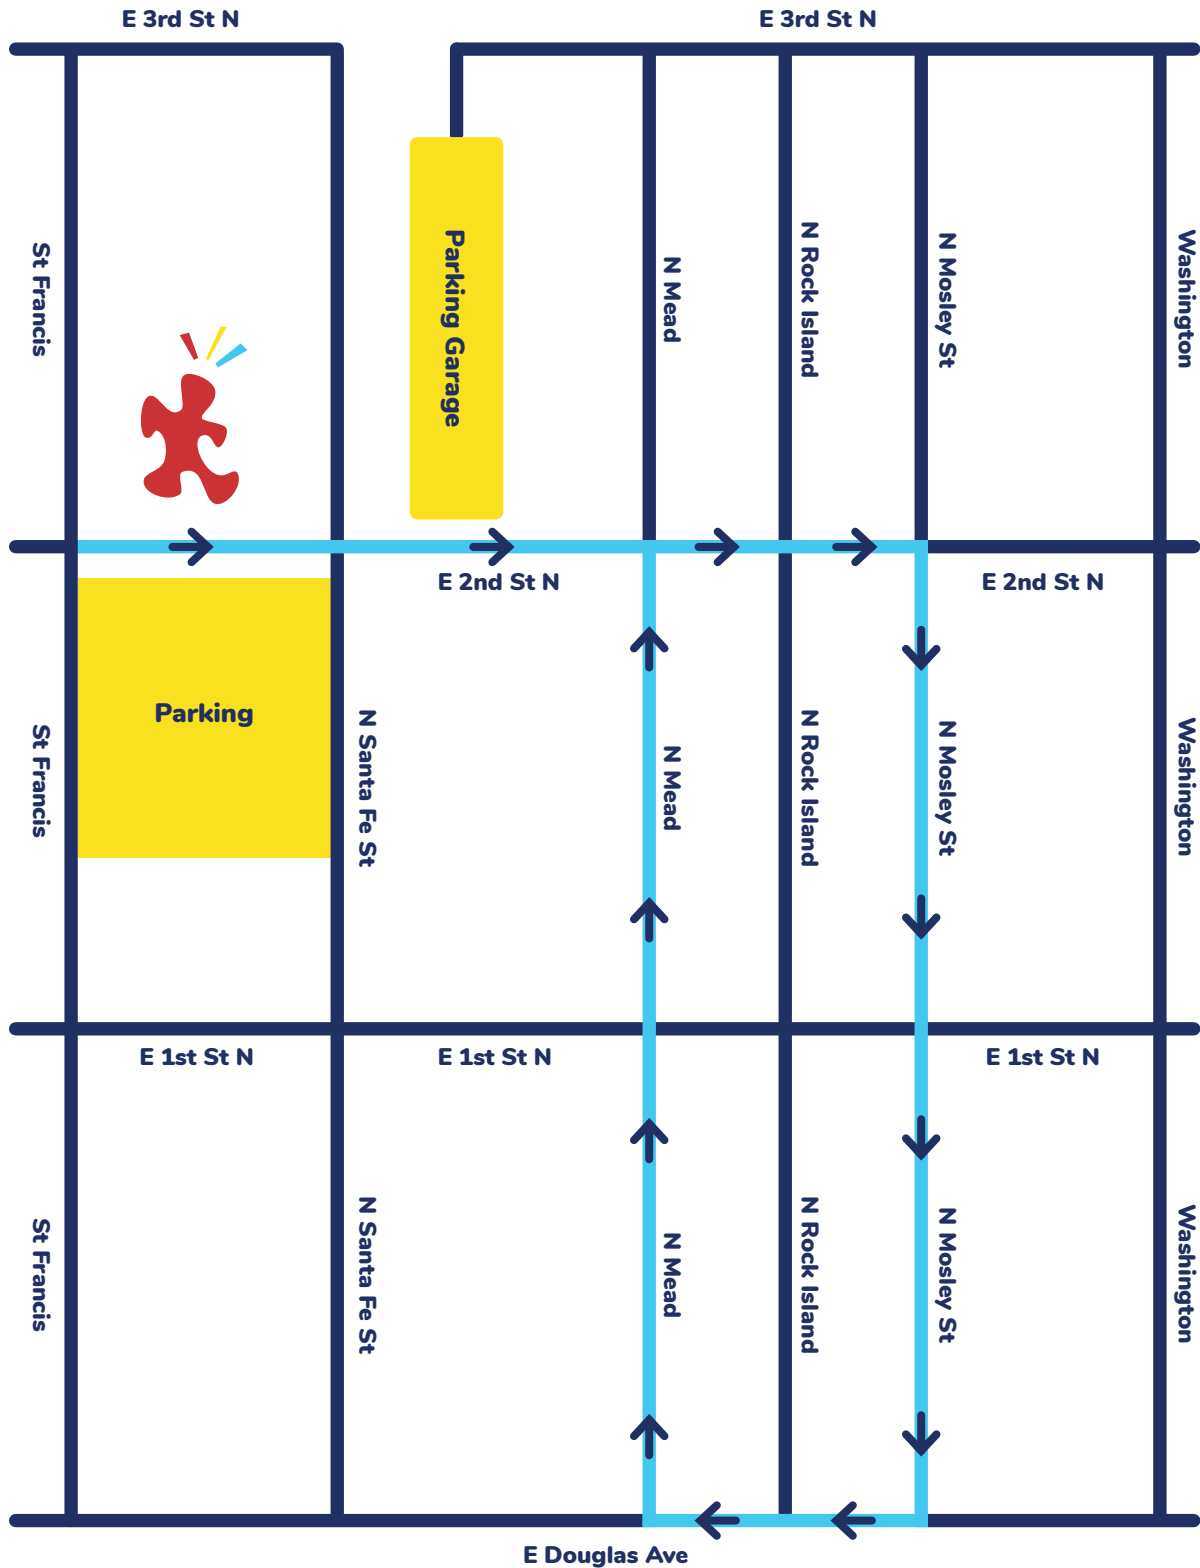 E 3rd St N
E 3rd St N
St Francis
Parking Garage
N Mead
N Rock Island
N Mosley St
Washington
E 2nd St N
E 2nd St N
Parking
St Francis
N Santa Fe St
N Mead
N Rock Island
N Mosley St
Washington
E 1st St N
E 1st St N
E 1st St N
St Francis
N Santa Fe St
N Mead
N Rock Island
N Mosley St
Washington
E Douglas Ave